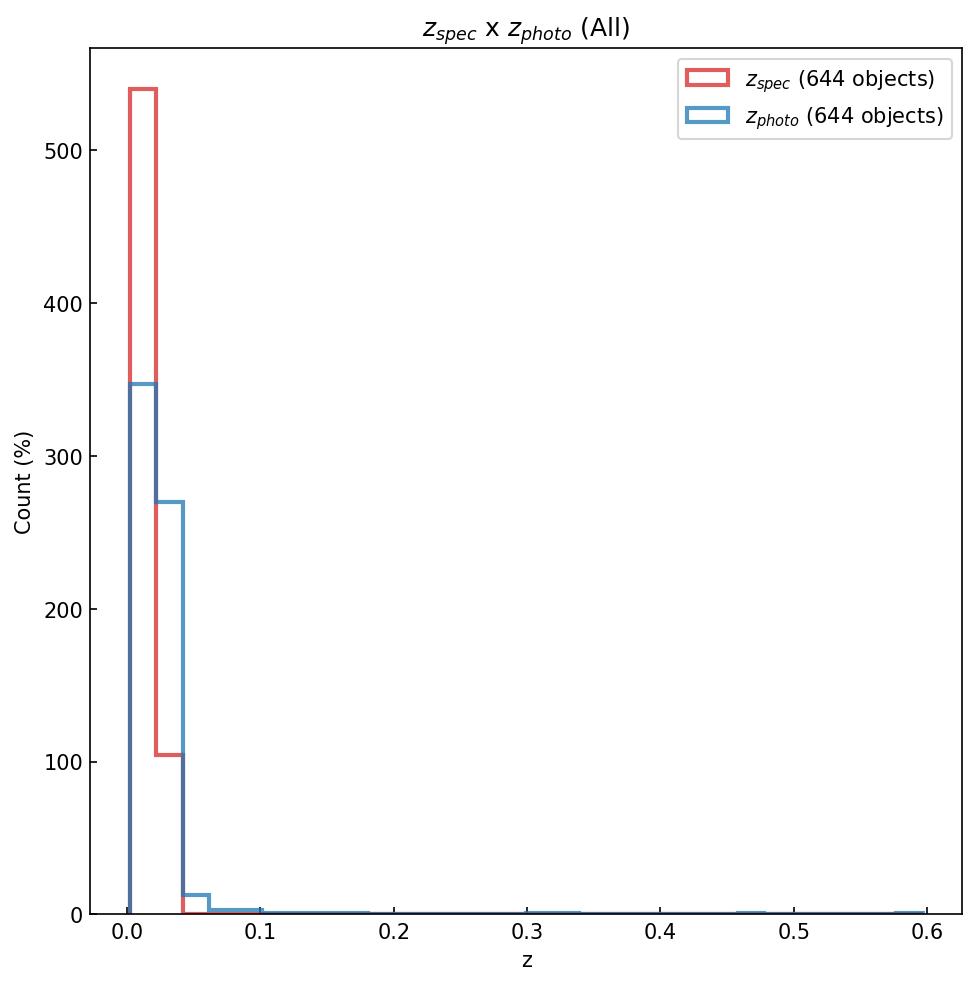 z_spec x z_photo (All)
z_spec (644 objects)
z_photo (644 objects)
Count (%)
500
400
300
200
100
0
0.0 0.1 0.2 0.3 0.4 0.5 0.6
z